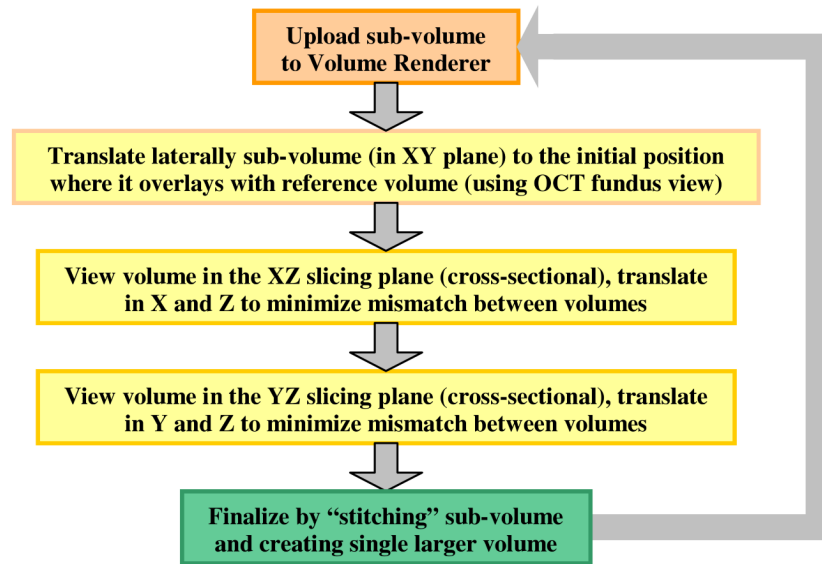 Upload sub-volume
to Volume Renderer
Translate laterally sub-volume (in XY plane) to the initial position
where it overlays with reference volume (using OCT fundus view)
View volume in the XZ slicing plane (cross-sectional), translate
in X and Z to minimize mismatch between volumes
View volume in the YZ slicing plane (cross-sectional), translate
in Y and Z to minimize mismatch between volumes
Finalize by “stitching” sub-volume
and creating single larger volume